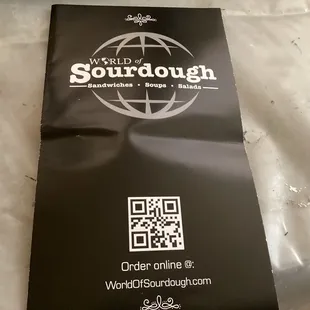 WORLD of
Sourdough
Sandwiches • Soups • Salads
Order online @:
WorldOfSourdough.com